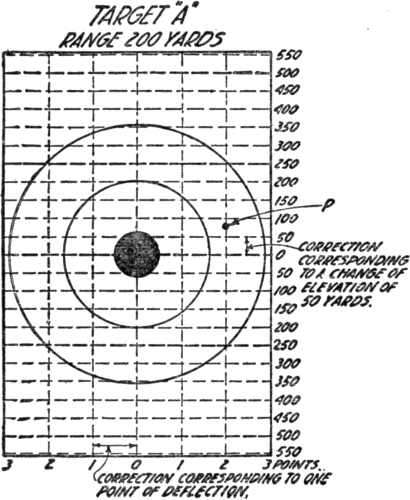 TARGET "A"
RANGE 200 YARDS
550
500
450
400
350
300
250
200
150
100
50
0
50
100
150
200
250
300
350
400
450
500
550
P
CORRECTION
CORRESPONDING
TO A CHANGE OF
ELEVATION OF
50 YARDS.
3 2 1 0 1 2 3 POINTS.
CORRECTION CORRESPONDING TO ONE
POINT OF DEFLECTION.